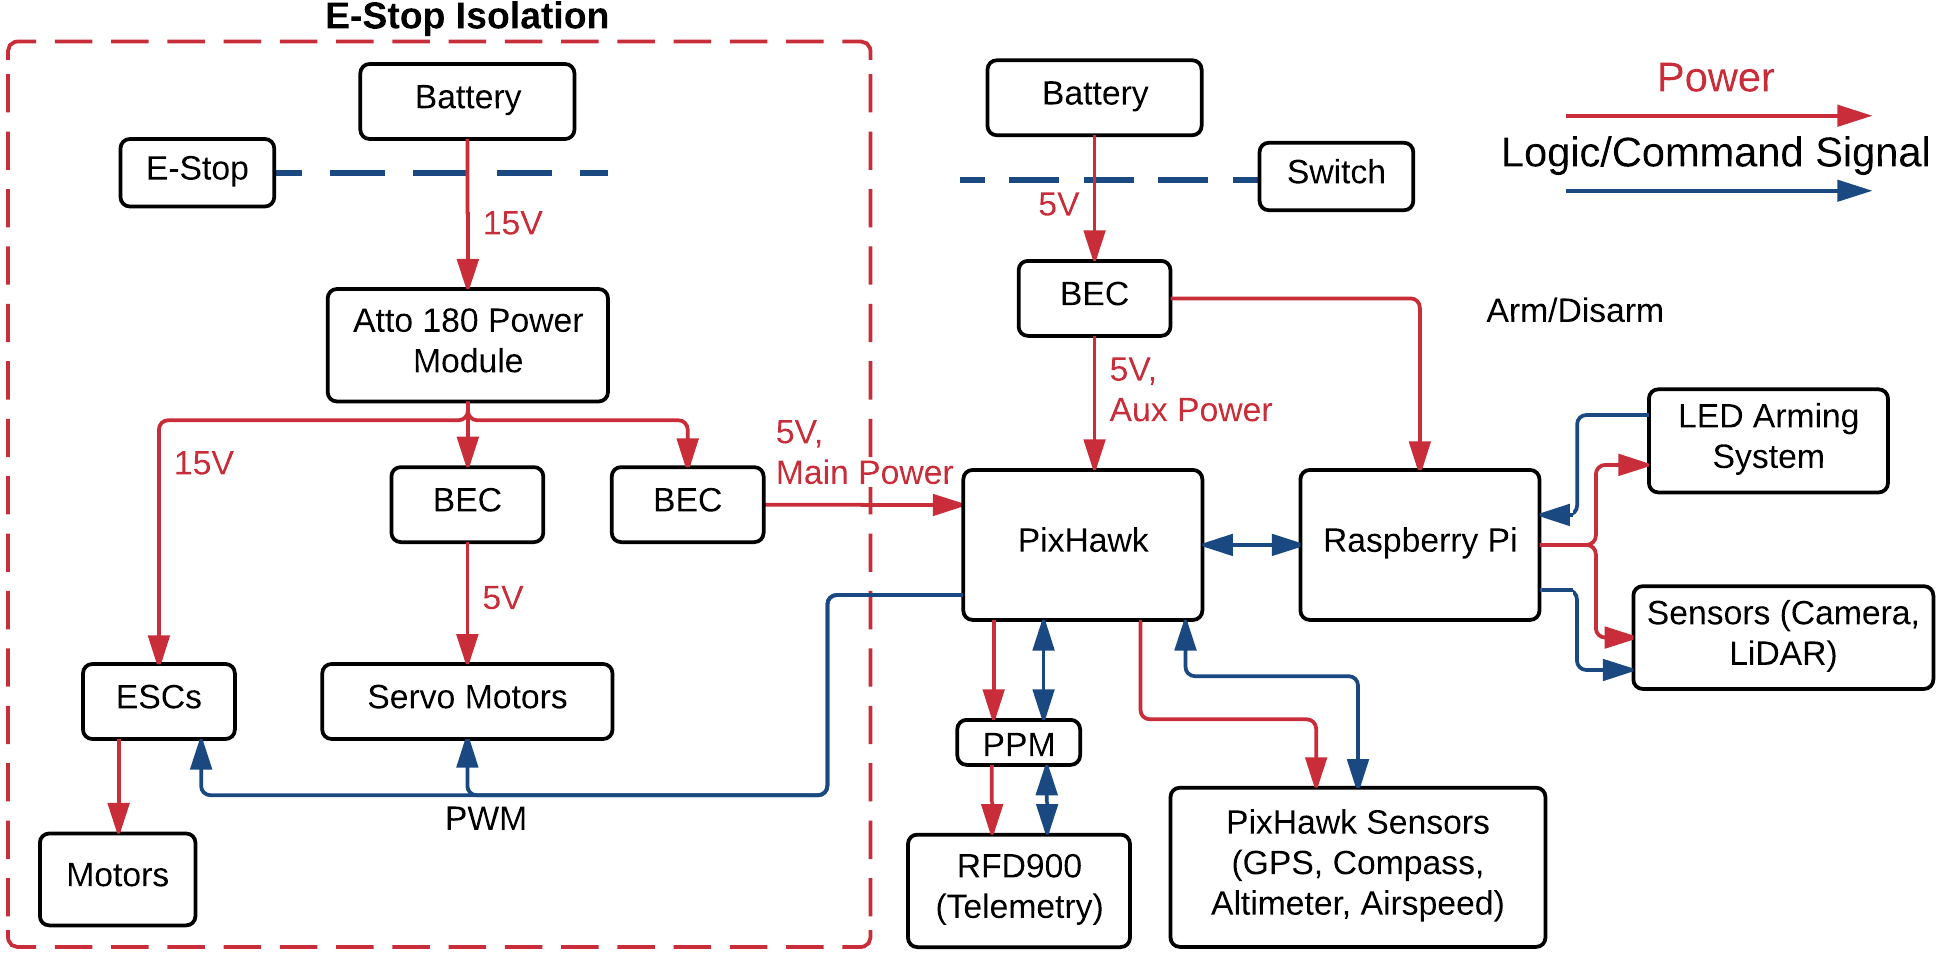 E-Stop Isolation
Battery
E-Stop
15V
Atto 180 Power
Module
15V
BEC
BEC
5V,
Main Power
5V
ESCs
Servo Motors
PWM
Motors
Battery
Switch
5V
BEC
5V,
Aux Power
PixHawk
Raspberry Pi
PPM
RFD900
(Telemetry)
PixHawk Sensors
(GPS, Compass,
Altimeter, Airspeed)
Power
Logic/Command Signal
Arm/Disarm
LED Arming
System
Sensors (Camera,
LiDAR)